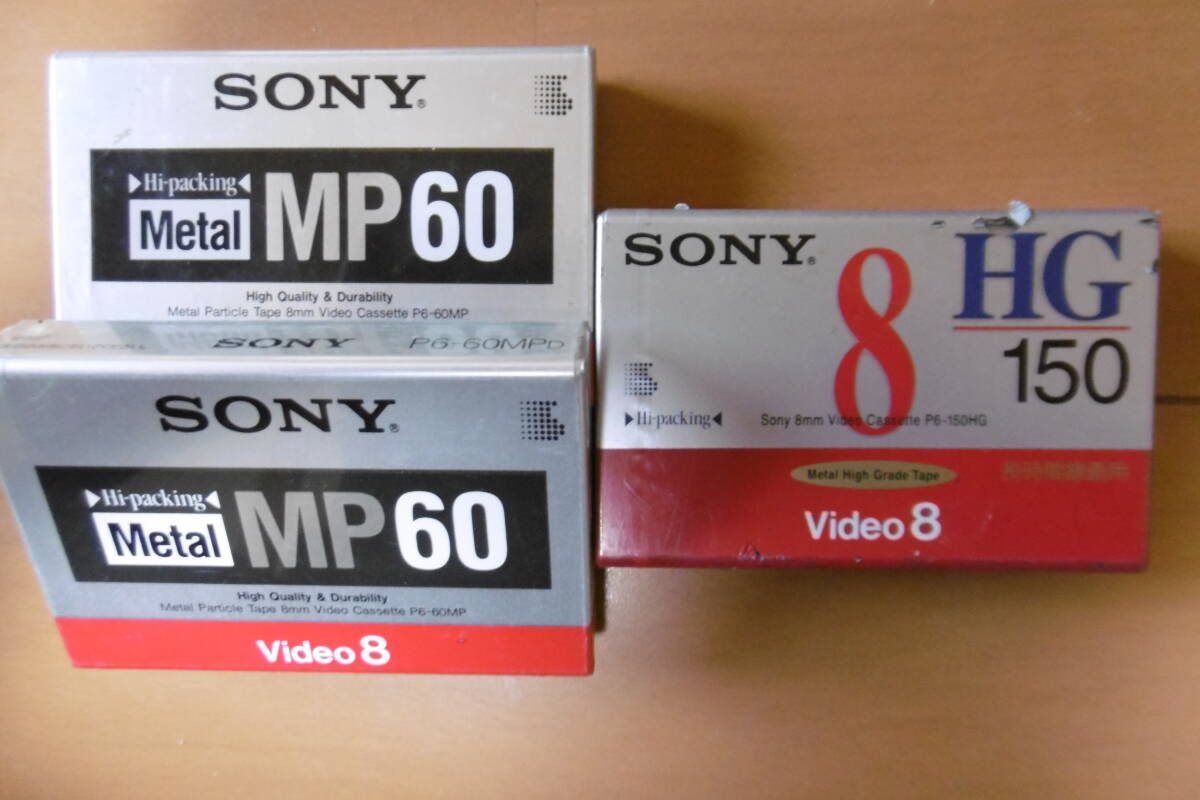 SONY®
▶Hi-packing◀
Metal MP60
High Quality & Durability
Metal Particle Tape 8mm Video Cassette P6-60MP
SONY P6-60MPD
SONY®
▶Hi-packing◀
Metal MP60
High Quality & Durability
Metal Particle Tape 8mm Video Cassette P6-60MP
Video 8
SONY®
8
HG
150
▶Hi-packing◀
Sony 8mm Video Cassette P6-150HG
Metal High Grade Tape
Video 8